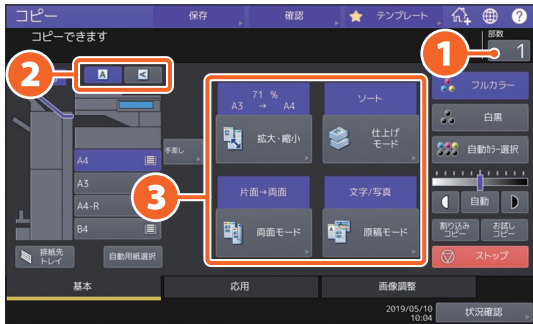 コピー
保存
確認
テンプレート
?
コピーできます
部数
1
1
2
A
A
71 %
A3 → A4
拡大・縮小
ソート
仕上げ
モード
フルカラー
白黒
自動ｶﾗｰ選択
手差し
A4
A3
A4-R
B4
3
片面→両面
両面モード
文字/写真
原稿モード
自動
割り込み
コピー
お試し
コピー
排紙先
トレイ
自動用紙選択
ストップ
基本
応用
画像調整
2019/05/10
10:04
状況確認